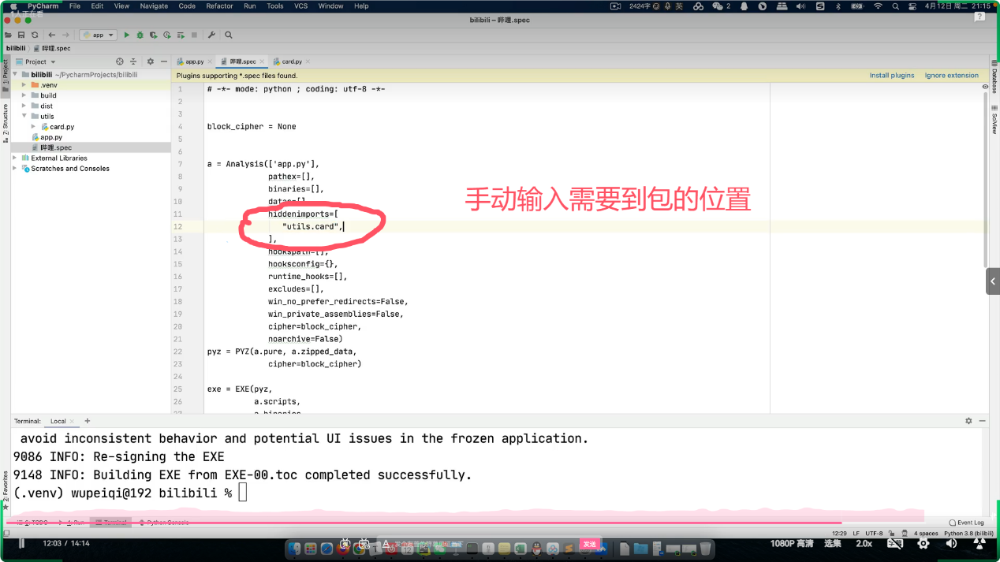 PyCharm File Edit View Navigate Code Refactor Run Tools VCS Window Help 2424字 英 2 4月12日 周二 21:15
1人正在看
bilibili – 哔哩.spec
app
bilibili 哔哩.spec
Project
app.py 哔哩.spec card.py
Plugins supporting *.spec files found. Install plugins Ignore extension
bilibili ~/PycharmProjects/bilibili
.venv
build
dist
utils
card.py
app.py
哔哩.spec
External Libraries
Scratches and Consoles
1: Project
7: Structure
2: Favorites
Database
SciView
1 # -*- mode: python ; coding: utf-8 -*-
2
3
4 block_cipher = None
5
6
7 a = Analysis(['app.py'],
8 pathex=[],
9 binaries=[],
10 datas=[],
11 hiddenimports=[
12 "utils.card",
13 ],
14 hookspath=[],
15 hooksconfig={},
16 runtime_hooks=[],
17 excludes=[],
18 win_no_prefer_redirects=False,
19 win_private_assemblies=False,
20 cipher=block_cipher,
21 noarchive=False)
22 pyz = PYZ(a.pure, a.zipped_data,
23 cipher=block_cipher)
24
25 exe = EXE(pyz,
26 a.scripts,
27 a.binaries,
手动输入需要到包的位置
Terminal: Local
avoid inconsistent behavior and potential UI issues in the frozen application.
9086 INFO: Re-signing the EXE
9148 INFO: Building EXE from EXE-00.toc completed successfully.
(.venv) wupeiqi@192 bilibili %
6: TODO 4: Run Terminal Python Console Event Log
12:29 LF UTF-8 4 spaces Python 3.8 (bilibili)
12:03 / 14:14 发送 1080P 高清 选集 2.0x